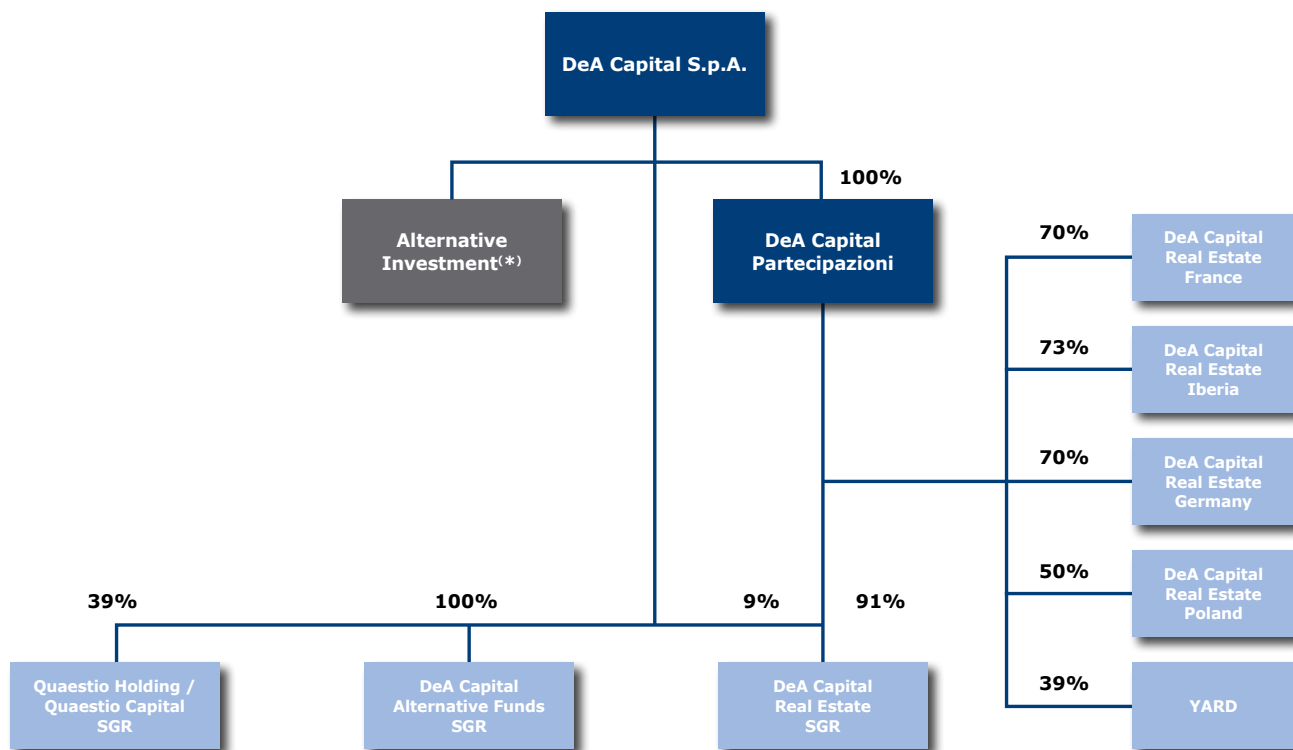 DeA Capital S.p.A.
100%
Alternative
Investment(*)
DeA Capital
Partecipazioni
70%
DeA Capital
Real Estate
France
73%
DeA Capital
Real Estate
Iberia
70%
DeA Capital
Real Estate
Germany
50%
DeA Capital
Real Estate
Poland
39%
YARD
39%
100%
9%
91%
Quaestio Holding /
Quaestio Capital
SGR
DeA Capital
Alternative Funds
SGR
DeA Capital
Real Estate
SGR